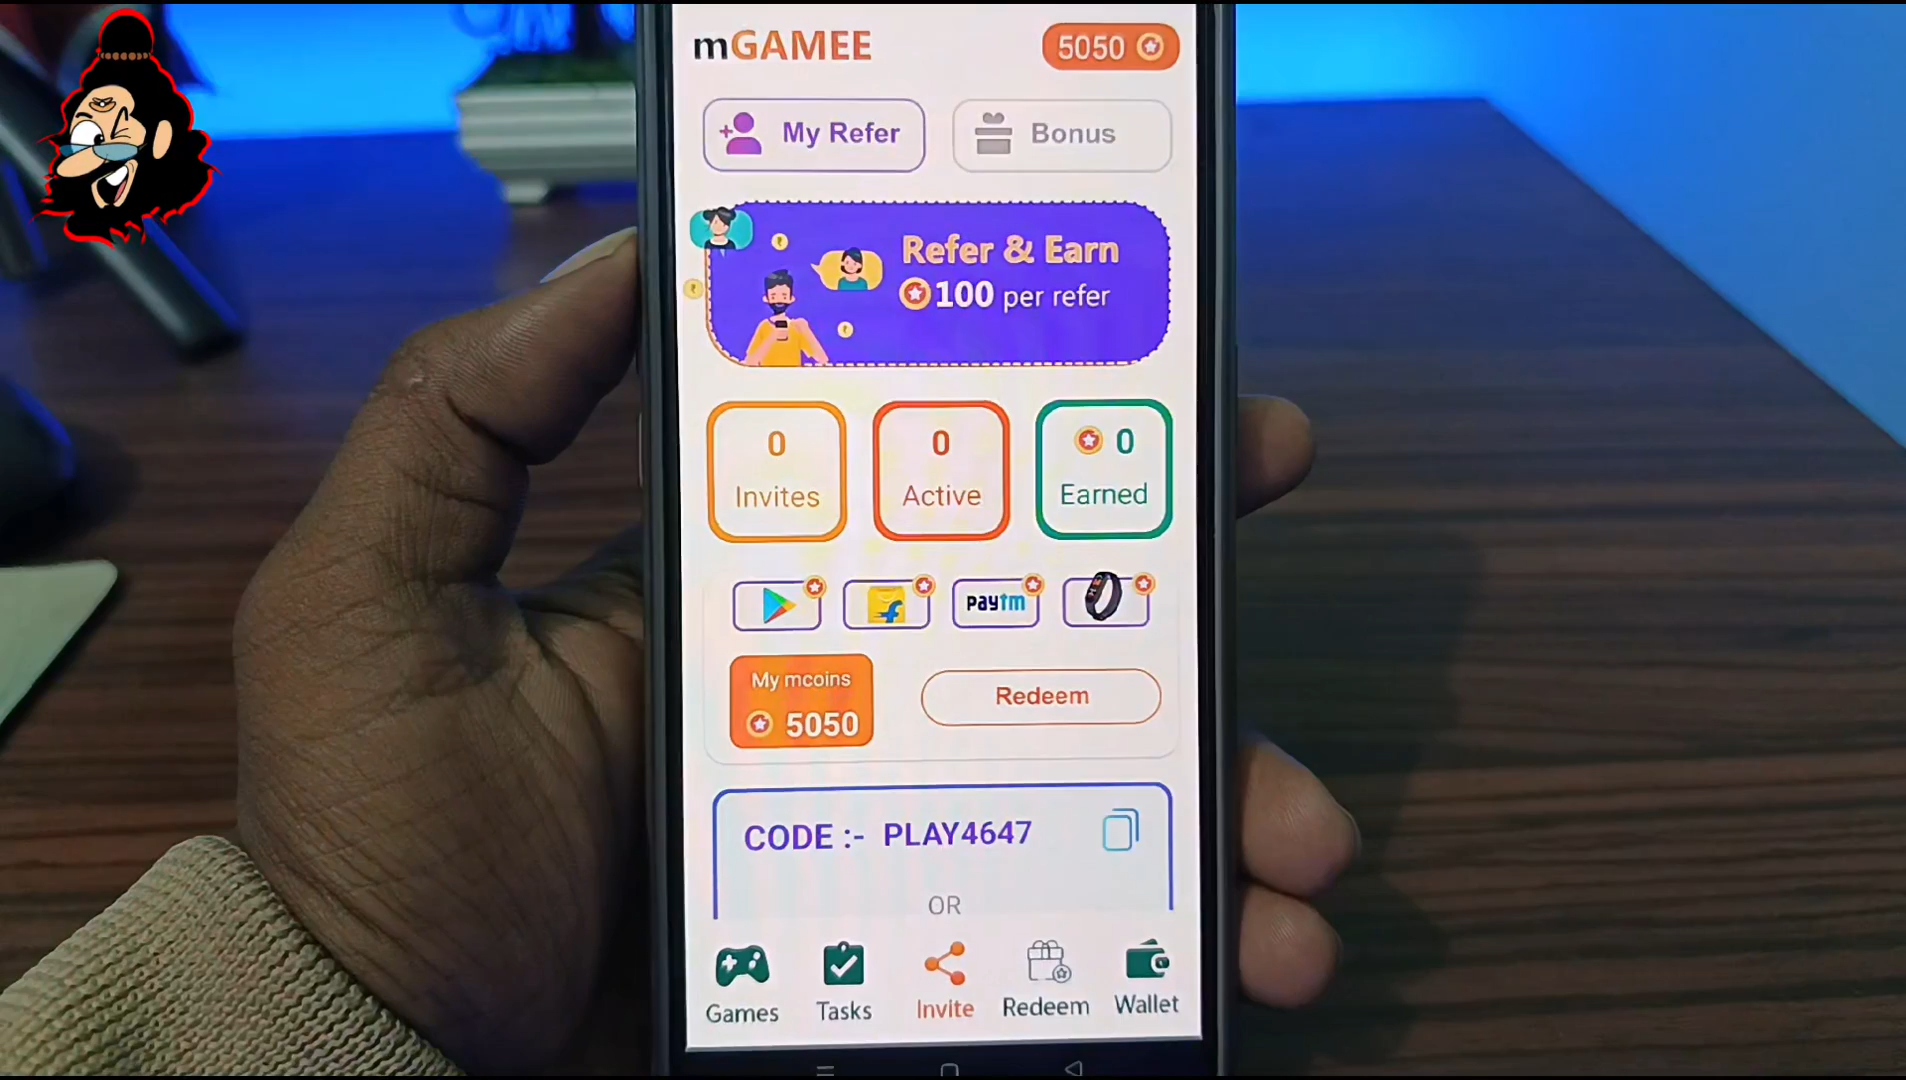 mGAMEE
5050
My Refer
Bonus
Refer & Earn
100 per refer
0
Invites
0
Active
0
Earned
paytm
My mcoins
5050
Redeem
CODE :- PLAY4647
OR
Games
Tasks
Invite
Redeem
Wallet